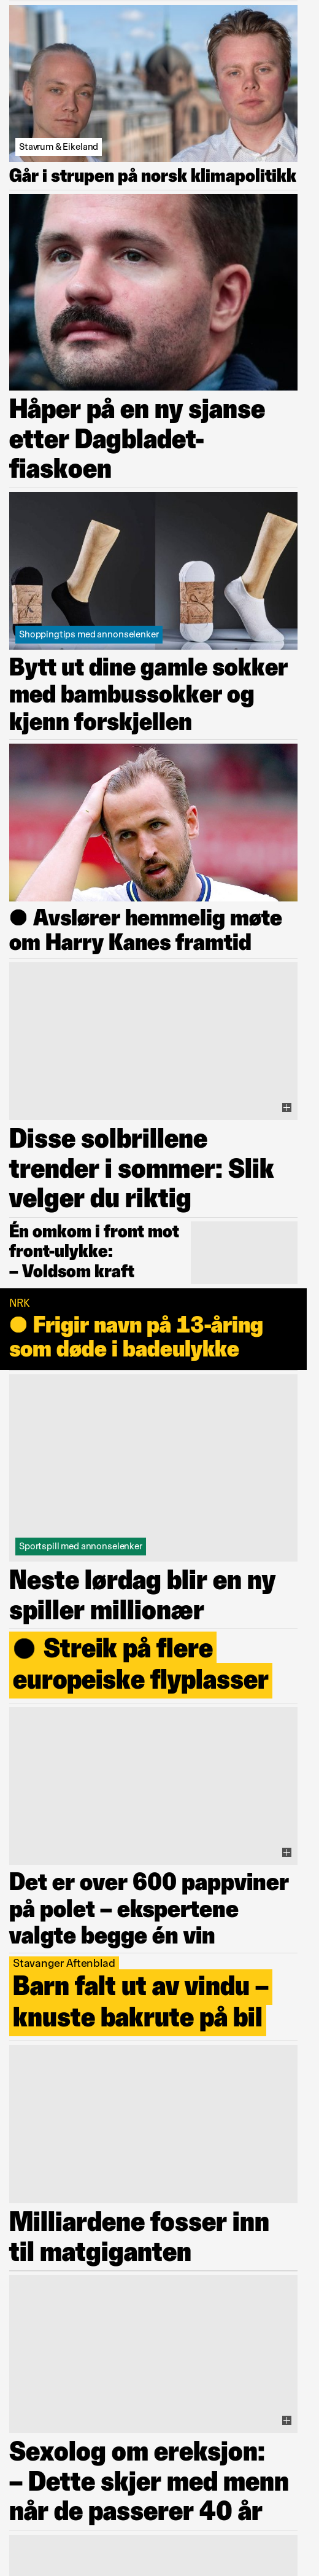 Stavrum & Eikeland
Går i strupen på norsk klimapolitikk
Håper på en ny sjanse
etter Dagbladet-
fiaskoen
Shoppingtips med annonselenker
Bytt ut dine gamle sokker
med bambussokker og
kjenn forskjellen
● Avslører hemmelig møte
om Harry Kanes framtid
Disse solbrillene
trender i sommer: Slik
velger du riktig
Én omkom i front mot
front-ulykke:
– Voldsom kraft
NRK
● Frigir navn på 13-åring
som døde i badeulykke
Sportspill med annonselenker
Neste lørdag blir en ny
spiller millionær
● Streik på flere
europeiske flyplasser
Det er over 600 pappviner
på polet – ekspertene
valgte begge én vin
Stavanger Aftenblad
Barn falt ut av vindu –
knuste bakrute på bil
Milliardene fosser inn
til matgiganten
Sexolog om ereksjon:
– Dette skjer med menn
når de passerer 40 år